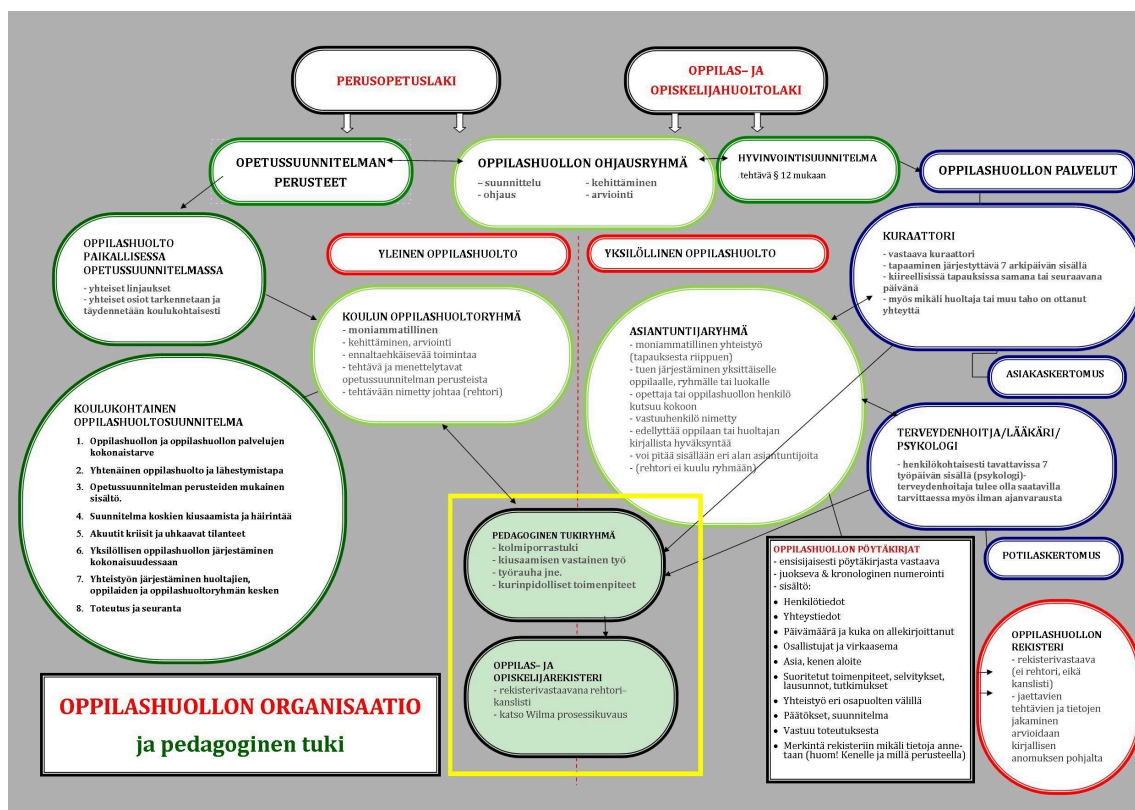 PERUSOPETUSLAKI
OPPILAS– JA
OPISKELIJAHUOLTOLAKI
OPETUSSUUNNITELMAN
PERUSTEET
OPPILASHUOLLON OHJAUSRYHMÄ
– suunnittelu - kehittäminen
- ohjaus - arviointi
HYVINVOINTISUUNNITELMA
tehtävä § 12 mukaan
OPPILASHUOLLON PALVELUT
OPPILASHUOLTO
PAIKALLISESSA
OPETUSSUUNNITELMASSA
- yhteiset linjaukset
- yhteiset osiot tarkennetaan ja
täydennetään koulukohtaisesti
YLEINEN OPPILASHUOLTO
YKSILÖLLINEN OPPILASHUOLTO
KURAATTORI
- vastaava kuraattori
- tapaaminen järjestyttävä 7 arkipäivän sisällä
- kiireellisissä tapauksissa samana tai seuraavana
päivänä
- myös mikäli huoltaja tai muu taho on ottanut
yhteyttä
KOULUN OPPILASHUOLTORYHMÄ
- moniammatillinen
- kehittäminen, arviointi
- ennaltaehkäisevää toimintaa
- tehtävä ja menettelytavat
opetussuunnitelman perusteista
- tehtävään nimetty johtaa (rehtori)
ASIANTUNTIJARYHMÄ
- moniammatillinen yhteistyö
(tapauksesta riippuen)
- tuen järjestäminen yksittäiselle
oppilaalle, ryhmälle tai luokalle
- opettaja tai oppilashuollon henkilö
kutsuu kokoon
- vastuuhenkilö nimetty
- edellyttää oppilaan tai huoltajan
kirjallista hyväksyntää
- voi pitää sisällään eri alan asiantuntijoita
- (rehtori ei kuulu ryhmään)
ASIAKASKERTOMUS
KOULUKOHTAINEN
OPPILASHUOLTOSUUNNITELMA
1. Oppilashuollon ja oppilashuollon palvelujen
kokonaistarve
2. Yhtenäinen oppilashuolto ja lähestymistapa
3. Opetussuunnitelman perusteiden mukainen
sisältö.
4. Suunnitelma koskien kiusaamista ja häirintää
5. Akuutit kriisit ja uhkaavat tilanteet
6. Yksilöllisen oppilashuollon järjestäminen
kokonaisuudessaan
7. Yhteistyön järjestäminen huoltajien,
oppilaiden ja oppilashuoltoryhmän kesken
8. Toteutus ja seuranta
TERVEYDENHOITJA/LÄÄKÄRI/
PSYKOLOGI
- henkilökohtaisesti tavattavissa 7
työpäivän sisällä (psykologi)-
terveydenhoitaja tulee olla saatavilla
tarvittaessa myös ilman ajanvarausta
POTILASKERTOMUS
PEDAGOGINEN TUKIRYHMÄ
- kolmiporrastuki
- kiusaamisen vastainen työ
- työrauha jne.
- kurinpidolliset toimenpiteet
OPPILAS– JA
OPISKELIJAREKISTERI
- rekisterivastaavana rehtori–
kanslisti
- katso Wilma prosessikuvaus
OPPILASHUOLLON PÖYTÄKIRJAT
- ensisijaisesti pöytäkirjasta vastaava
- juokseva & kronologinen numerointi
- sisältö:
• Henkilötiedot
• Yhteystiedot
• Päivämäärä ja kuka on allekirjoittanut
• Osallistujat ja virkaasema
• Asia, kenen aloite
• Suoritetut toimenpiteet, selvitykset,
lausunnot, tutkimukset
• Yhteistyö eri osapuolten välillä
• Päätökset, suunnitelma
• Vastuu toteutuksesta
• Merkintä rekisteriin mikäli tietoja anne-
taan (huom! Kenelle ja millä perusteella)
OPPILASHUOLLON
REKISTERI
- rekisterivastaava
(ei rehtori, eikä
kanslisti)
- jaettavien
tehtävien ja tietojen
jakaminen
arvioidaan
kirjallisen
anomuksen pohjalta
OPPILASHUOLLON ORGANISAATIO
ja pedagoginen tuki